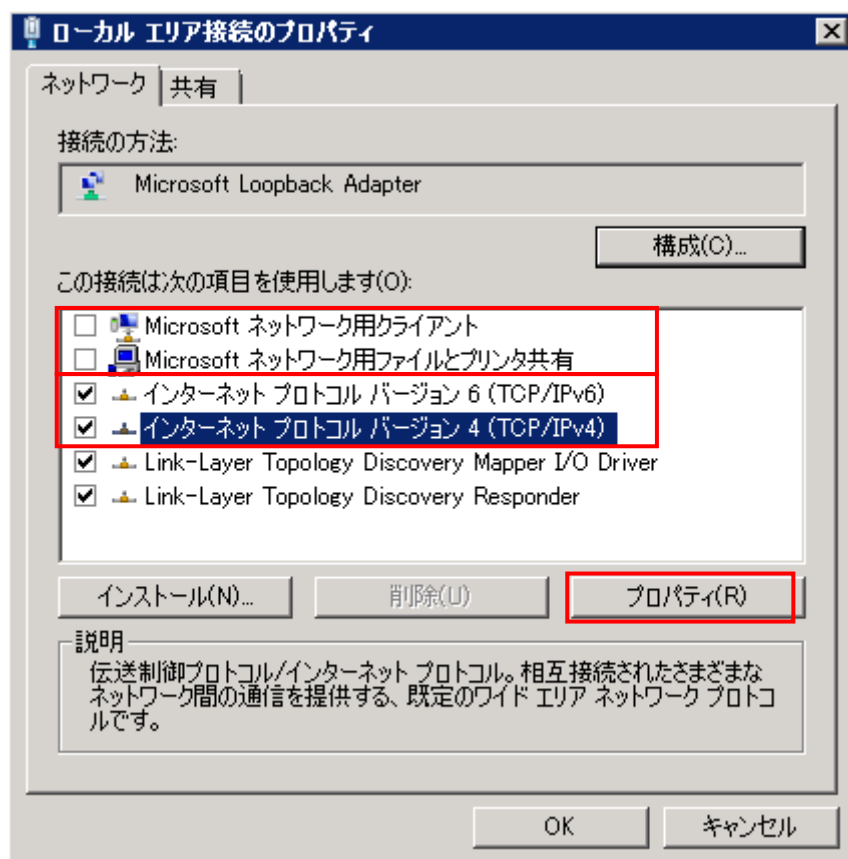 ローカル エリア接続のプロパティ
ネットワーク
共有
接続の方法:
Microsoft Loopback Adapter
構成(C)...
この接続は次の項目を使用します(O):
Microsoft ネットワーク用クライアント
Microsoft ネットワーク用ファイルとプリンタ共有
インターネット プロトコル バージョン 6 (TCP/IPv6)
インターネット プロトコル バージョン 4 (TCP/IPv4)
Link-Layer Topology Discovery Mapper I/O Driver
Link-Layer Topology Discovery Responder
インストール(N)...
削除(U)
プロパティ(R)
説明
伝送制御プロトコル/インターネット プロトコル。相互接続されたさまざまな
ネットワーク間の通信を提供する、既定のワイド エリア ネットワーク プロトコ
ルです。
OK
キャンセル